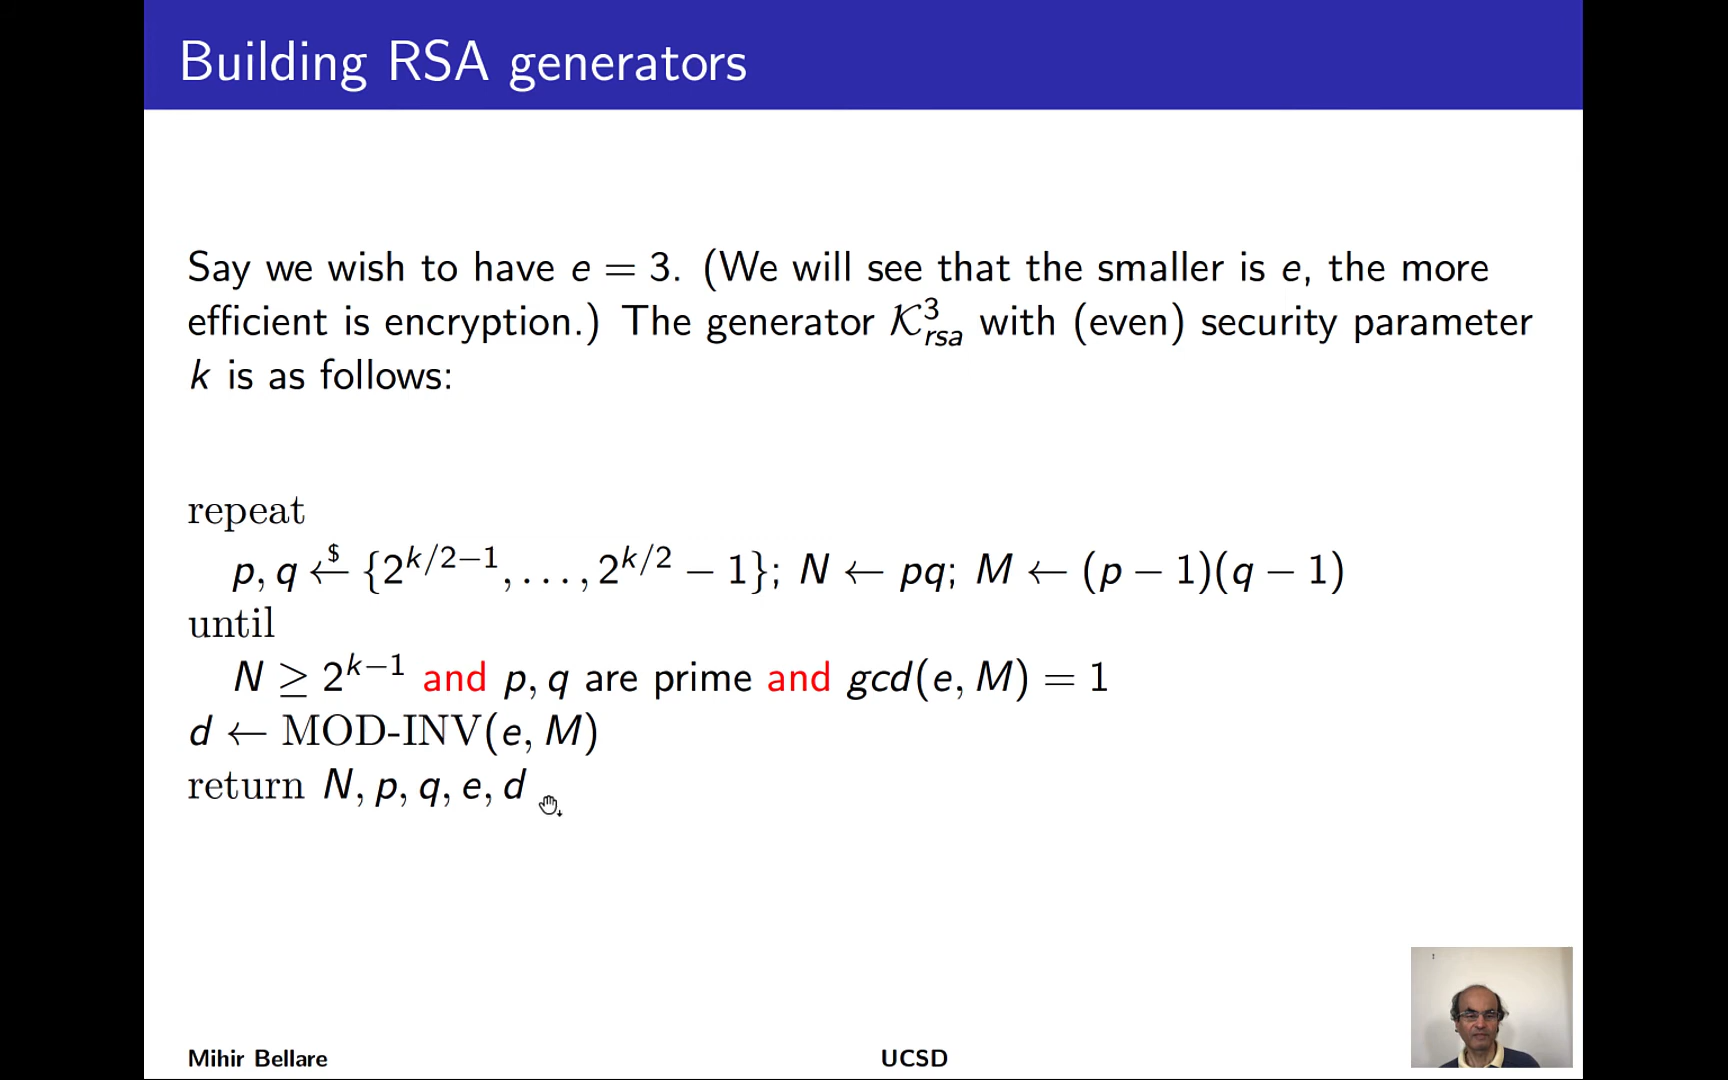 Building RSA generators
Say we wish to have e = 3. (We will see that the smaller is e, the more
efficient is encryption.) The generator 𝒦³ᵣₛₐ with (even) security parameter
k is as follows:
repeat
p, q ←$ {2^{k/2−1}, . . . , 2^{k/2} − 1}; N ← pq; M ← (p − 1)(q − 1)
until
N ≥ 2^{k−1} and p, q are prime and gcd(e, M) = 1
d ← MOD-INV(e, M)
return N, p, q, e, d
Mihir Bellare UCSD